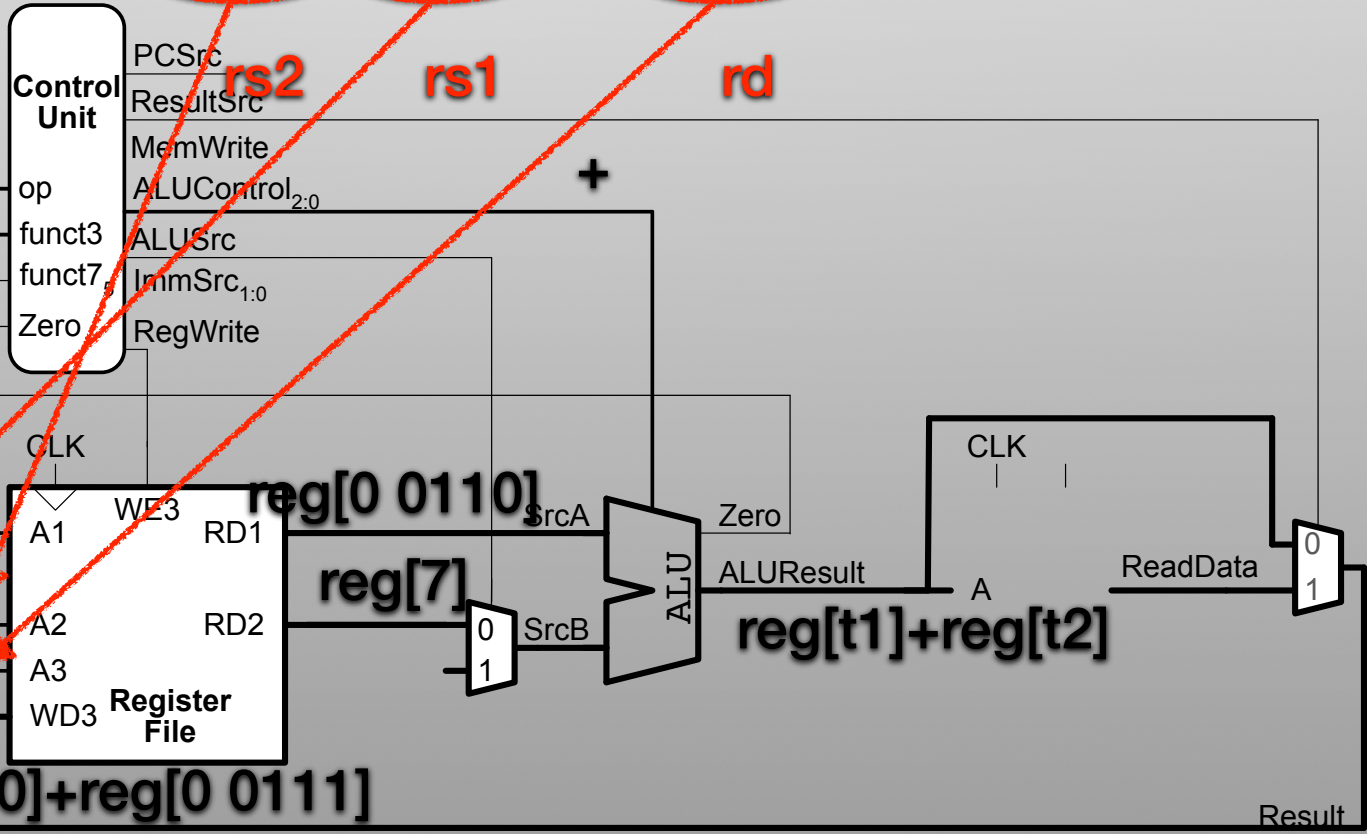 PCSrc
rs2 rs1 rd
Control
Unit
ResultSrc
MemWrite
+
op
ALUControl2:0
funct3
ALUSrc
funct75
ImmSrc1:0
Zero
RegWrite
CLK
CLK
reg[0 0110]
WE3
A1
RD1
SrcA
Zero
0
reg[7]
ALU
ALUResult
A
ReadData
1
A2
RD2
0
SrcB
reg[t1]+reg[t2]
A3
1
Register
File
WD3
0]+reg[0 0111]
Result